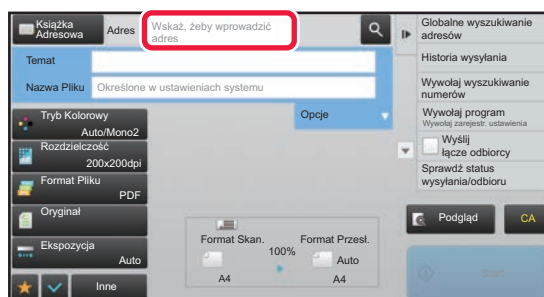 Książka
Adresowa
Adres
Wskaż, żeby wprowadzić
adres
Temat
Nazwa Pliku
Określone w ustawieniach systemu
Tryb Kolorowy
Auto/Mono2
Rozdzielczość
200x200dpi
Format Pliku
PDF
Oryginał
Ekspozycja
Auto
Inne
Opcje
Format Skan.
100%
Format Przesł.
Auto
A4
A4
Globalne wyszukiwanie
adresów
Historia wysyłania
Wywołaj wyszukiwanie
numerów
Wywołaj program
Wywołaj zarejestr. ustawienia
Wyślij
łącze odbiorcy
Sprawdź status
wysyłania/odbioru
Podgląd
CA
Start